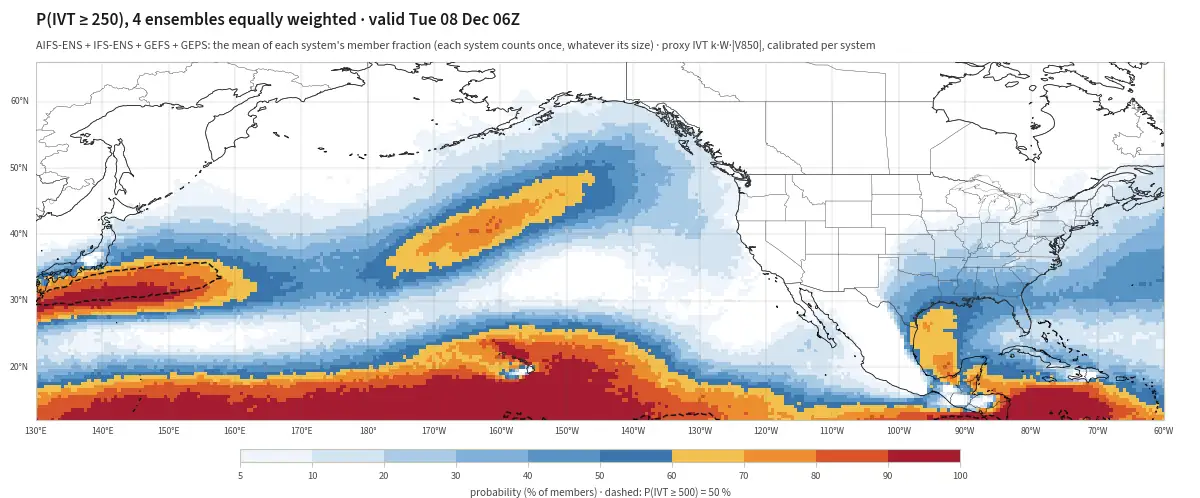 P(IVT ≥ 250), 4 ensembles equally weighted · valid Tue 08 Dec 06Z
AIFS-ENS + IFS-ENS + GEFS + GEPS: the mean of each system's member fraction (each system counts once, whatever its size) · proxy IVT k·W·|V850|, calibrated per system
60°N
50°N
40°N
30°N
20°N
130°E 140°E 150°E 160°E 170°E 180° 170°W 160°W 150°W 140°W 130°W 120°W 110°W 100°W 90°W 80°W 70°W 60°W
5 10 20 30 40 50 60 70 80 90 100
probability (% of members) · dashed: P(IVT ≥ 500) = 50 %